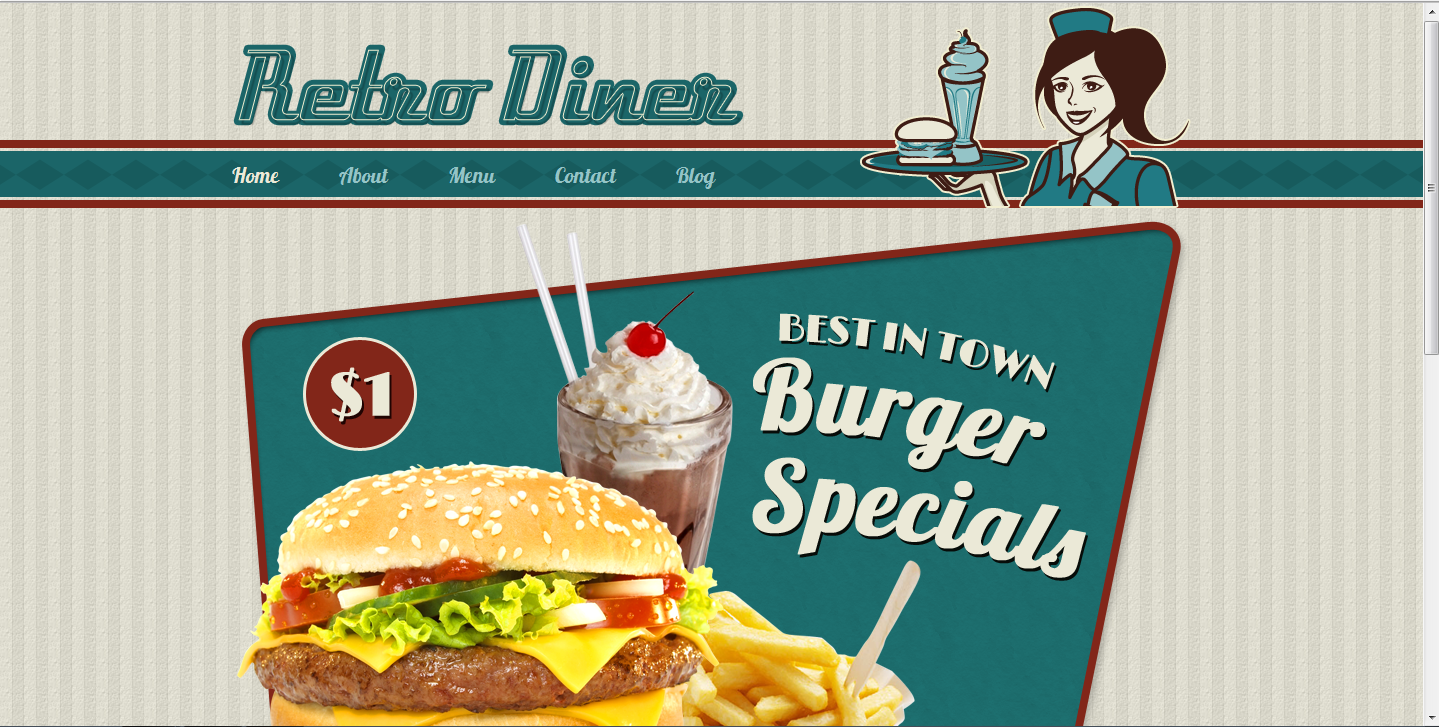 Retro Diner
Home About Menu Contact Blog
$1
BEST IN TOWN
Burger
Specials